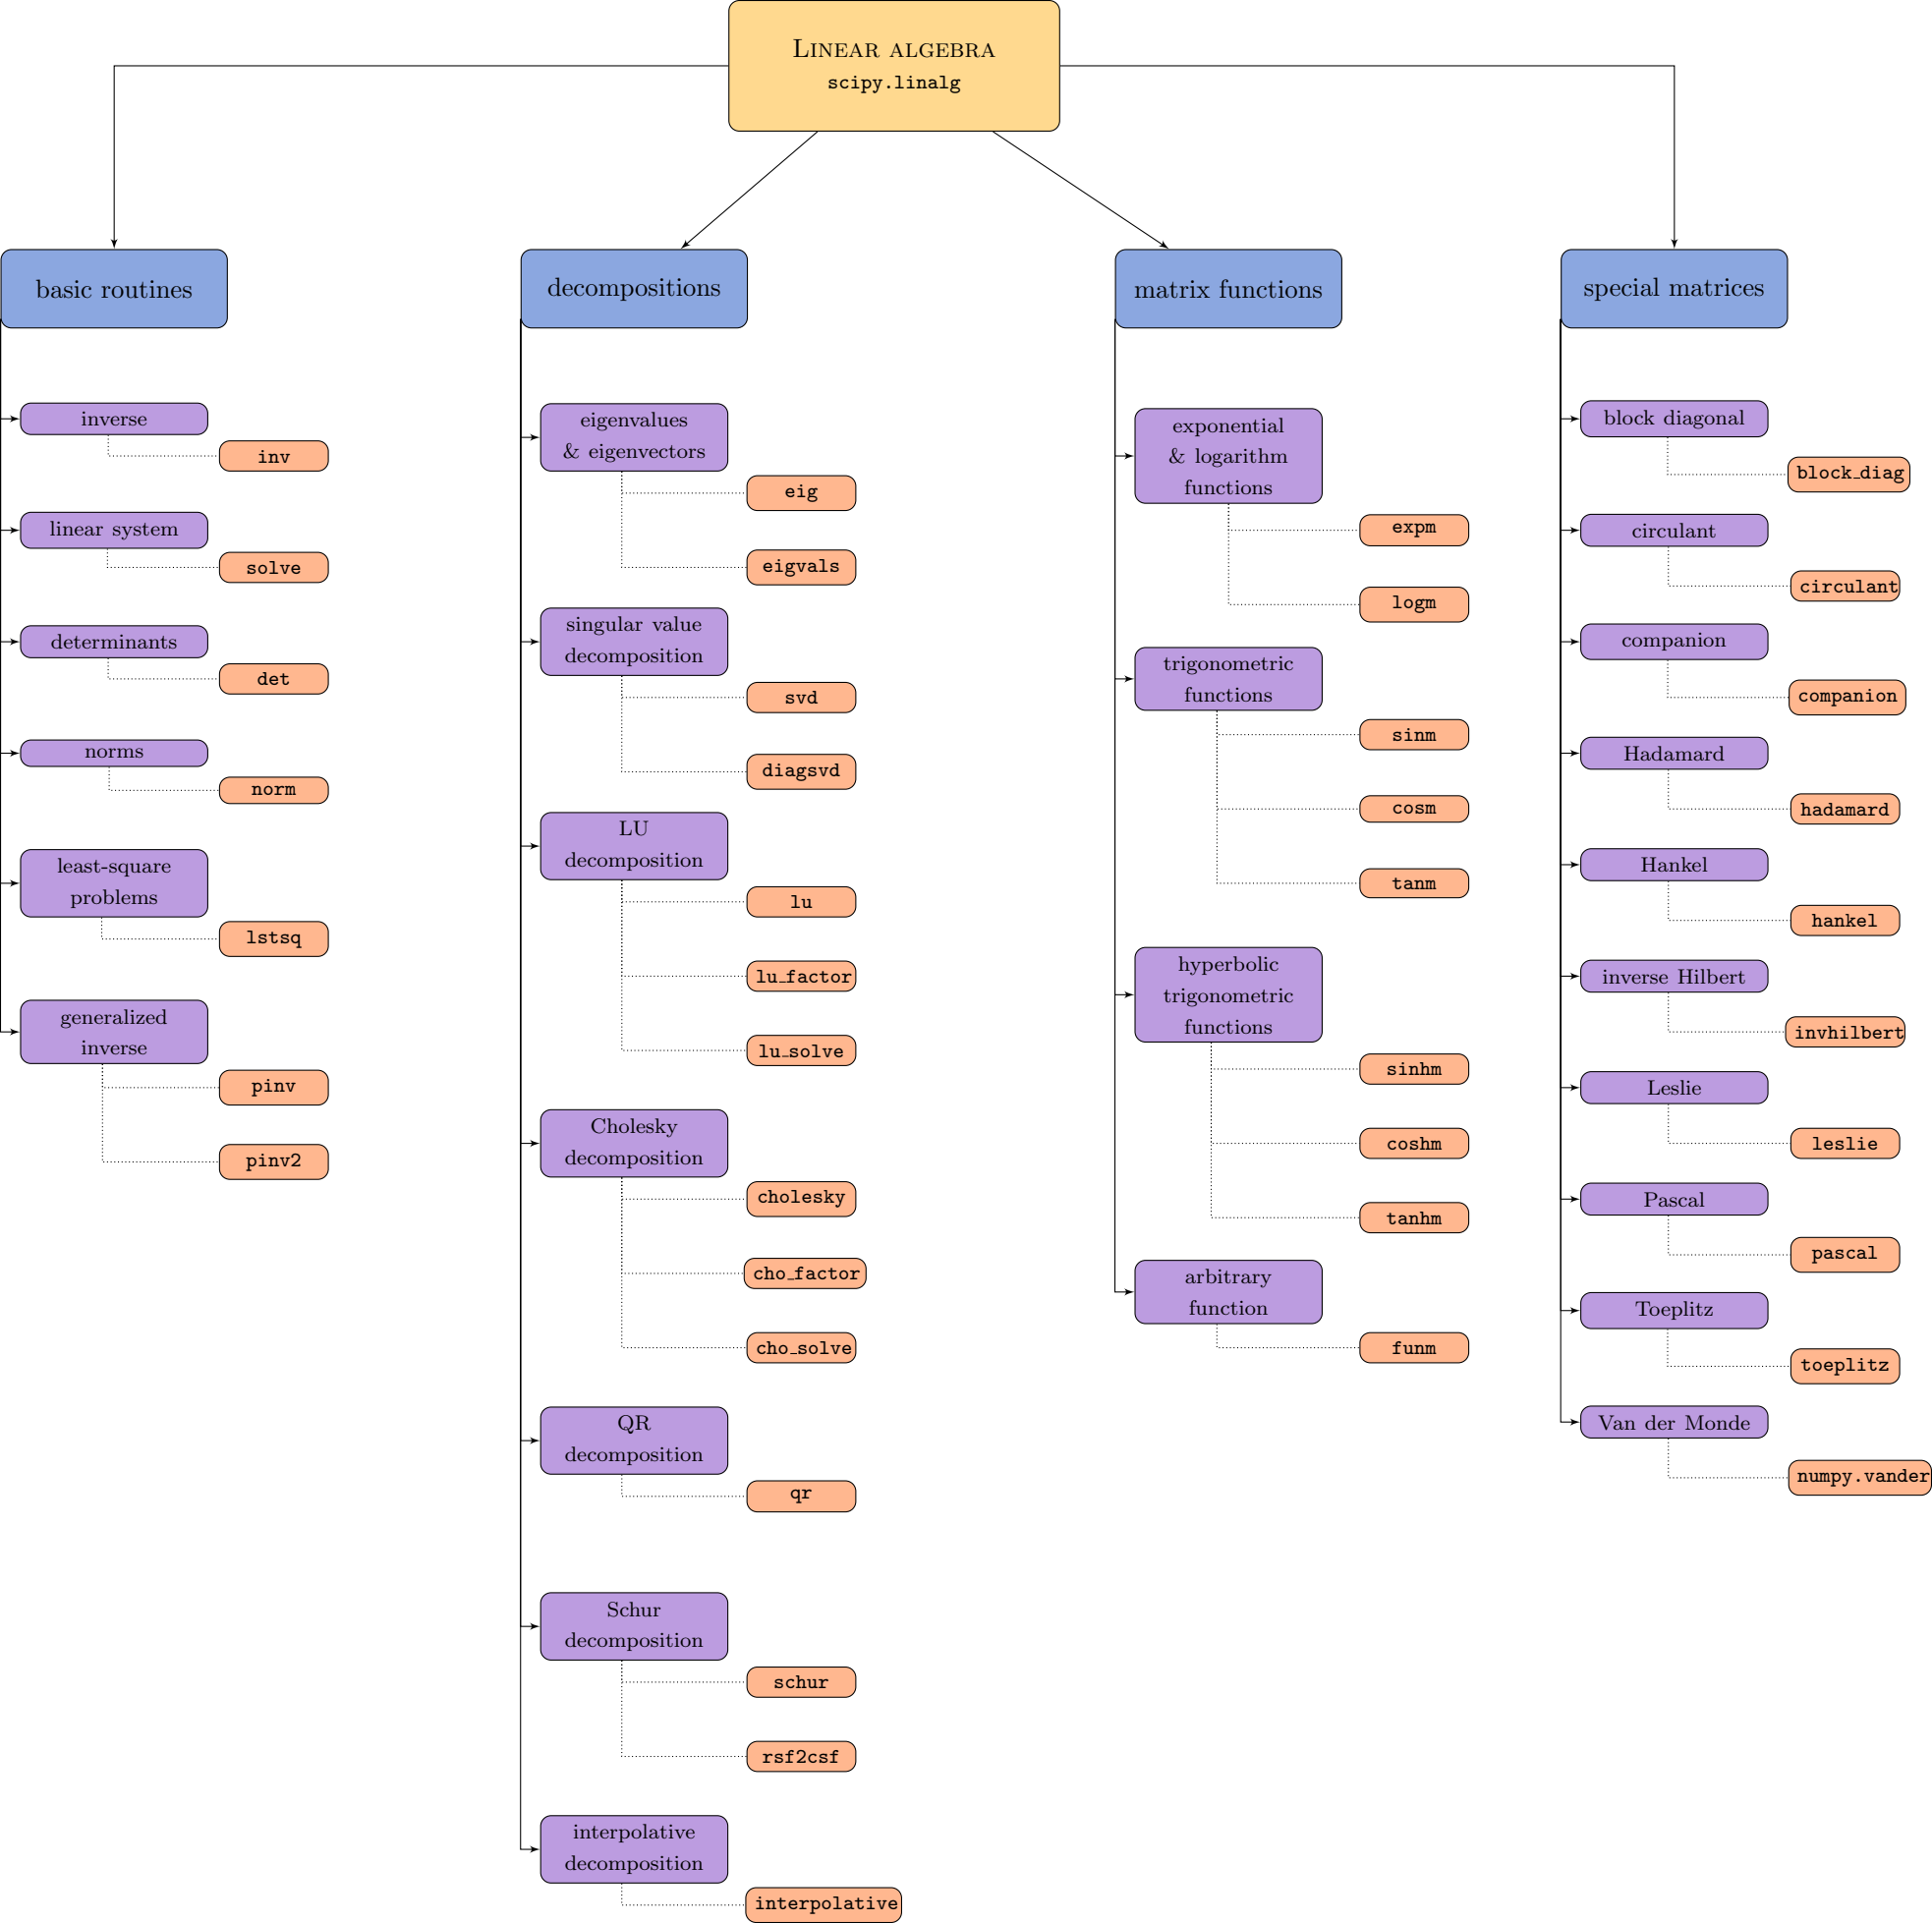 LINEAR ALGEBRA
scipy.linalg
basic routines
inverse
inv
linear system
solve
determinants
det
norms
norm
least-square
problems
lstsq
generalized
inverse
pinv
pinv2
decompositions
eigenvalues
& eigenvectors
eig
eigvals
singular value
decomposition
svd
diagsvd
LU
decomposition
lu
lu_factor
lu_solve
Cholesky
decomposition
cholesky
cho_factor
cho_solve
QR
decomposition
qr
Schur
decomposition
schur
rsf2csf
interpolative
decomposition
interpolative
matrix functions
exponential
& logarithm
functions
expm
logm
trigonometric
functions
sinm
cosm
tanm
hyperbolic
trigonometric
functions
sinhm
coshm
tanhm
arbitrary
function
funm
special matrices
block diagonal
block_diag
circulant
circulant
companion
companion
Hadamard
hadamard
Hankel
hankel
inverse Hilbert
invhilbert
Leslie
leslie
Pascal
pascal
Toeplitz
toeplitz
Van der Monde
numpy.vander